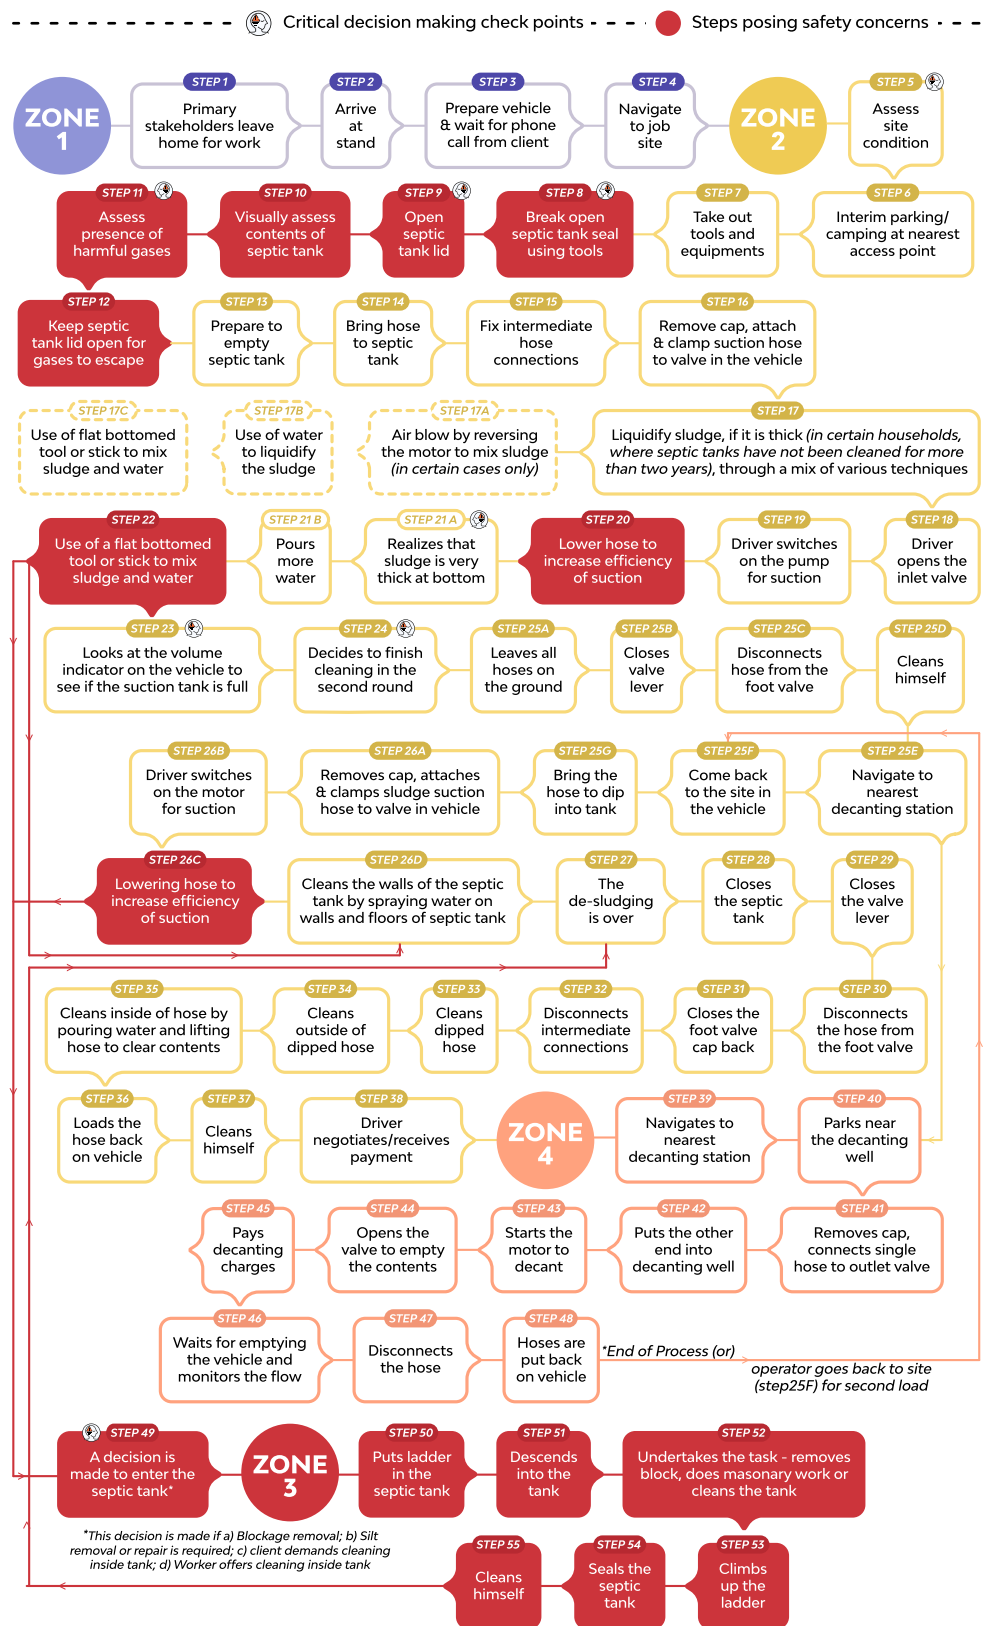 Critical decision making check points
Steps posing safety concerns
ZONE
1
STEP 1
Primary
stakeholders leave
home for work
STEP 2
Arrive
at
stand
STEP 3
Prepare vehicle
& wait for phone
call from client
STEP 4
Navigate
to job
site
ZONE
2
STEP 5
Assess
site
condition
STEP 6
Interim parking/
camping at nearest
access point
STEP 7
Take out
tools and
equipments
STEP 8
Break open
septic tank seal
using tools
STEP 9
Open
septic
tank lid
STEP 10
Visually assess
contents of
septic tank
STEP 11
Assess
presence of
harmful gases
STEP 12
Keep septic
tank lid open for
gases to escape
STEP 13
Prepare to
empty
septic tank
STEP 14
Bring hose
to septic
tank
STEP 15
Fix intermediate
hose
connections
STEP 16
Remove cap, attach
& clamp suction hose
to valve in the vehicle
STEP 17
Liquidify sludge, if it is thick (in certain households,
where septic tanks have not been cleaned for more
than two years), through a mix of various techniques
STEP 17A
Air blow by reversing
the motor to mix sludge
(in certain cases only)
STEP 17B
Use of water
to liquidify
the sludge
STEP 17C
Use of flat bottomed
tool or stick to mix
sludge and water
STEP 18
Driver
opens the
inlet valve
STEP 19
Driver switches
on the pump
for suction
STEP 20
Lower hose to
increase efficiency
of suction
STEP 21 A
Realizes that
sludge is very
thick at bottom
STEP 21 B
Pours
more
water
STEP 22
Use of a flat bottomed
tool or stick to mix
sludge and water
STEP 23
Looks at the volume
indicator on the vehicle to
see if the suction tank is full
STEP 24
Decides to finish
cleaning in the
second round
STEP 25A
Leaves all
hoses on
the ground
STEP 25B
Closes
valve
lever
STEP 25C
Disconnects
hose from the
foot valve
STEP 25D
Cleans
himself
STEP 25E
Navigate to
nearest
decanting station
STEP 25F
Come back
to the site in
the vehicle
STEP 25G
Bring the
hose to dip
into tank
STEP 26A
Removes cap, attaches
& clamps sludge suction
hose to valve in vehicle
STEP 26B
Driver switches
on the motor
for suction
STEP 26C
Lowering hose to
increase efficiency
of suction
STEP 26D
Cleans the walls of the septic
tank by spraying water on
walls and floors of septic tank
STEP 27
The
de-sludging
is over
STEP 28
Closes
the septic
tank
STEP 29
Closes
the valve
lever
STEP 30
Disconnects
the hose from
the foot valve
STEP 31
Closes the
foot valve
cap back
STEP 32
Disconnects
intermediate
connections
STEP 33
Cleans
dipped
hose
STEP 34
Cleans
outside of
dipped hose
STEP 35
Cleans inside of hose by
pouring water and lifting
hose to clear contents
STEP 36
Loads the
hose back
on vehicle
STEP 37
Cleans
himself
STEP 38
Driver
negotiates/receives
payment
ZONE
4
STEP 39
Navigates to
nearest
decanting station
STEP 40
Parks near
the decanting
well
STEP 41
Removes cap,
connects single
hose to outlet valve
STEP 42
Puts the other
end into
decanting well
STEP 43
Starts the
motor to
decant
STEP 44
Opens the
valve to empty
the contents
STEP 45
Pays
decanting
charges
STEP 46
Waits for emptying
the vehicle and
monitors the flow
STEP 47
Disconnects
the hose
STEP 48
Hoses are
put back
on vehicle
*End of Process (or)
operator goes back to site
(step25F) for second load
STEP 49
A decision is
made to enter the
septic tank*
ZONE
3
STEP 50
Puts ladder
in the
septic tank
STEP 51
Descends
into the
tank
STEP 52
Undertakes the task - removes
block, does masonary work or
cleans the tank
*This decision is made if a) Blockage removal; b) Silt
removal or repair is required; c) client demands cleaning
inside tank; d) Worker offers cleaning inside tank
STEP 53
Climbs
up the
ladder
STEP 54
Seals the
septic
tank
STEP 55
Cleans
himself